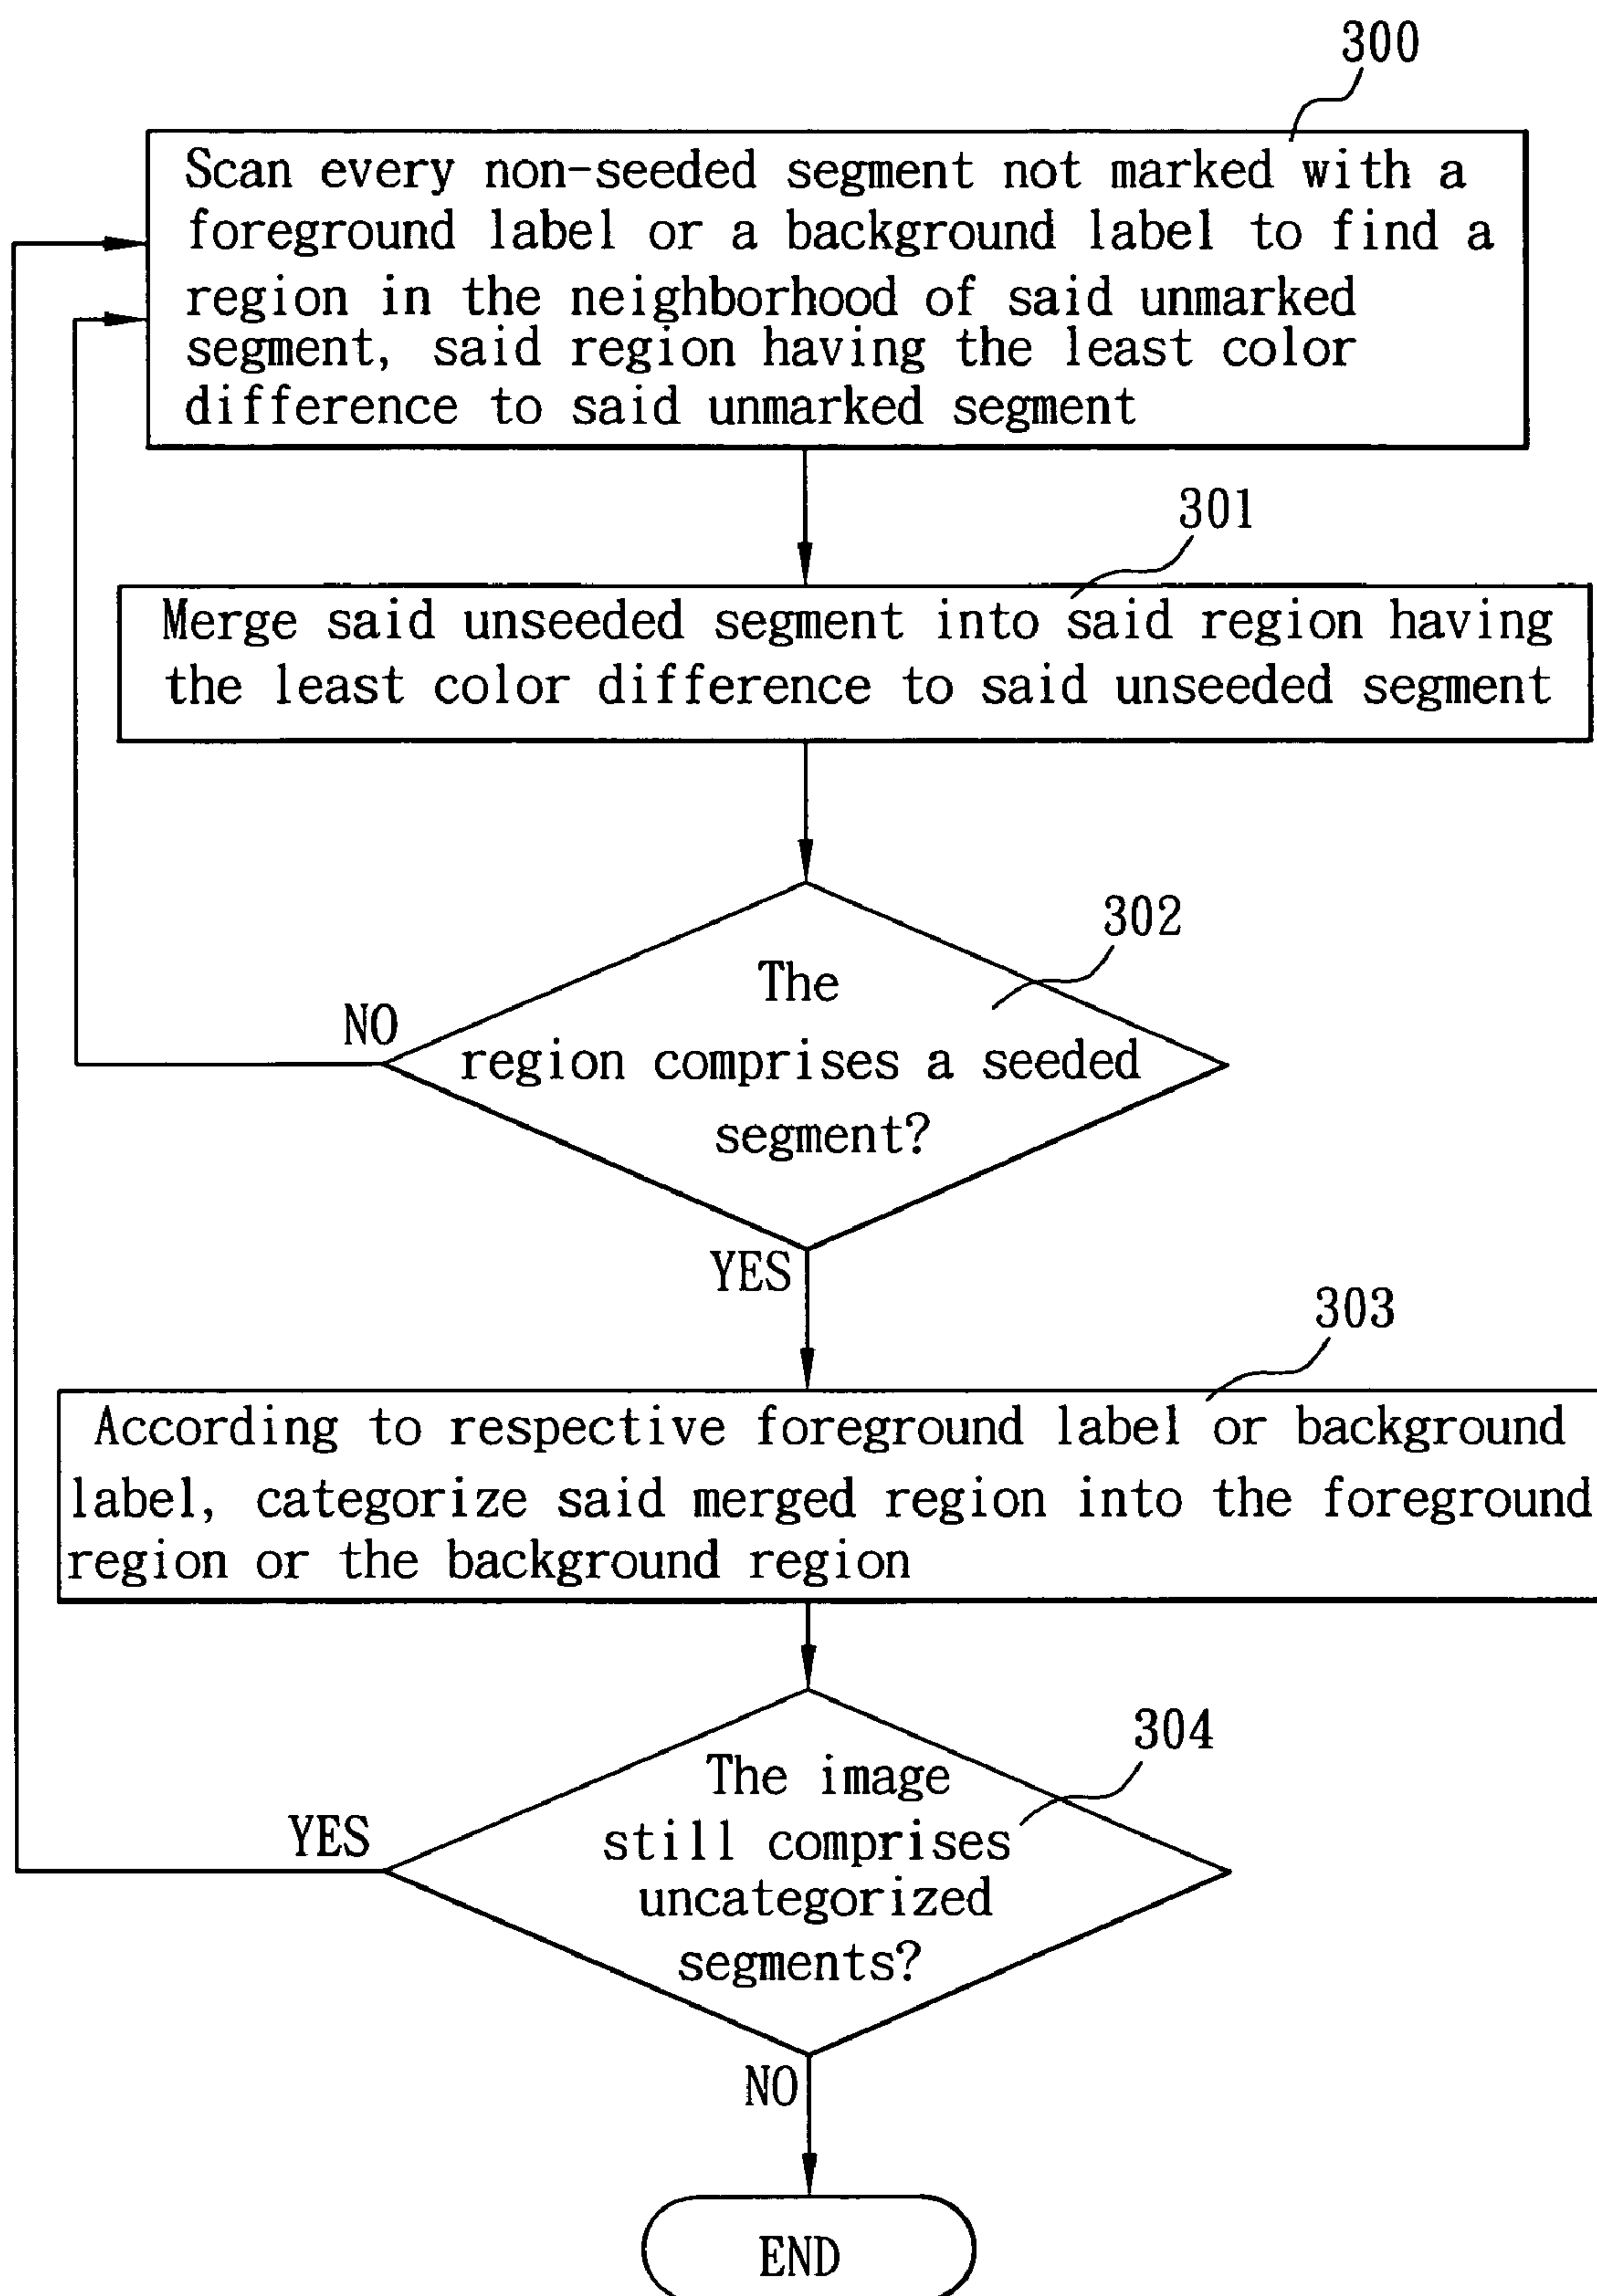 300
Scan every non-seeded segment not marked with a
foreground label or a background label to find a
region in the neighborhood of said unmarked
segment, said region having the least color
difference to said unmarked segment
301
Merge said unseeded segment into said region having
the least color difference to said unseeded segment
302
The
region comprises a seeded
segment?
NO
YES
303
According to respective foreground label or background
label, categorize said merged region into the foreground
region or the background region
304
The image
still comprises
uncategorized
segments?
YES
NO
END